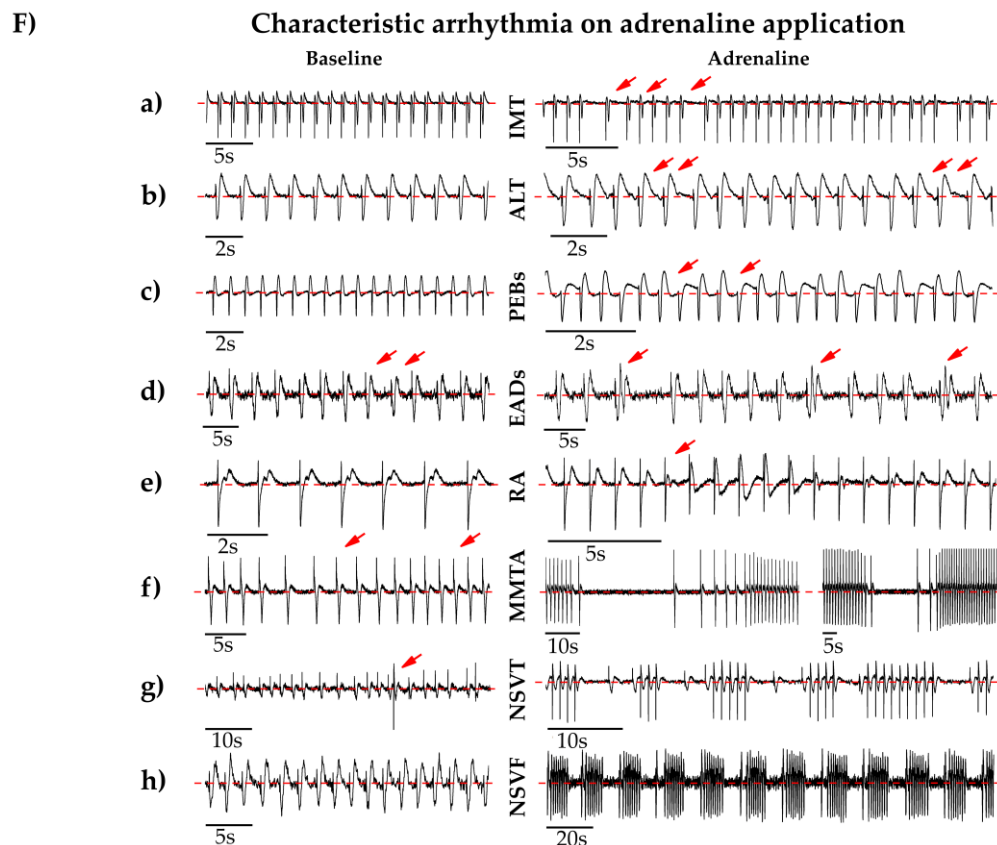 F) Characteristic arrhythmia on adrenaline application
Baseline Adrenaline
a) IMT
5s 5s
b) ALT
2s 2s
c) PEBs
2s 2s
d) EADs
5s 5s
e) RA
2s 5s
f) MMTA
5s 10s 5s
g) NSVT
10s 10s
h) NSVF
5s 20s